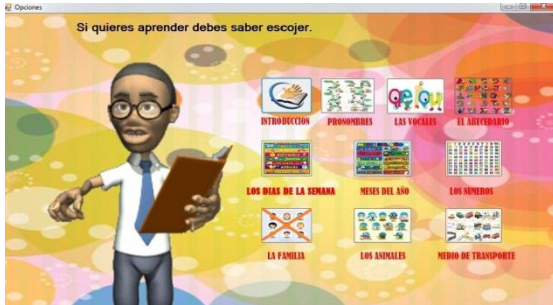 Opciones
Si quieres aprender debes saber escojer.
INTRODUCCION PRONOMBRES LAS VOCALES EL ABECEDARIO
LOS DIAS DE LA SEMANA MESES DEL AÑO LOS NUMEROS
LA FAMILIA LOS ANIMALES MEDIO DE TRANSPORTE